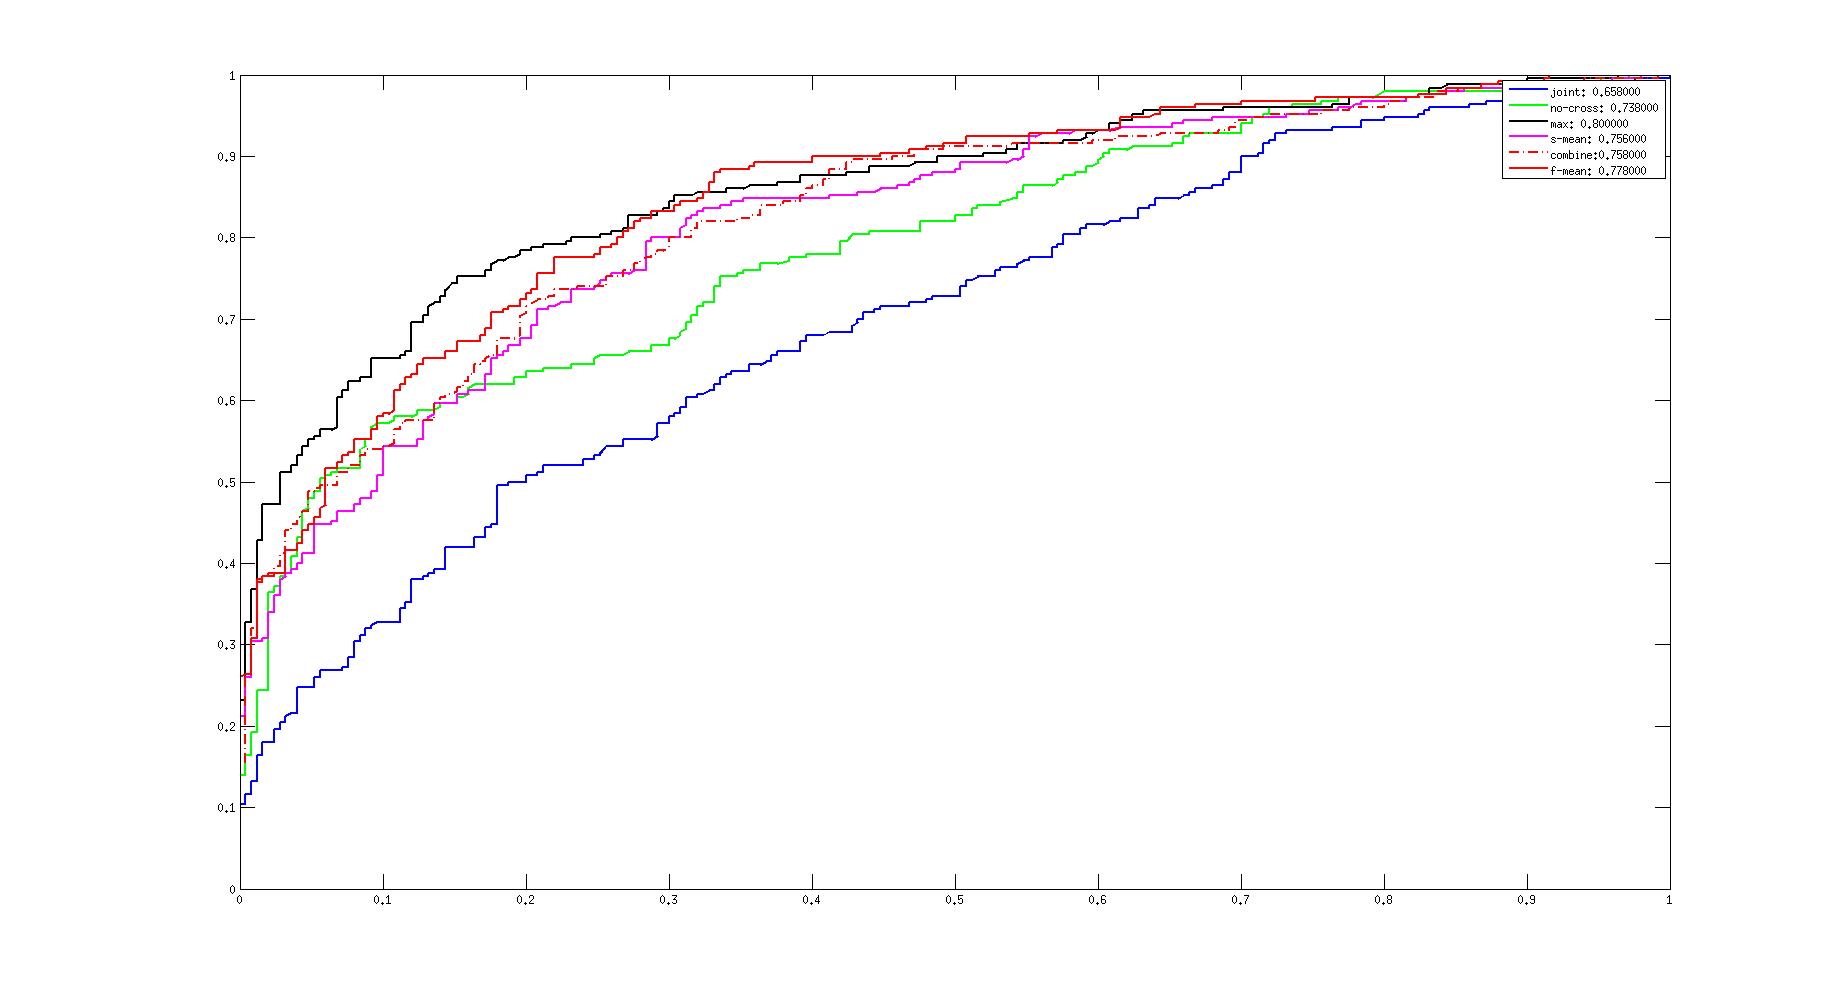 1
0.9
0.8
0.7
0.6
0.5
0.4
0.3
0.2
0.1
0
0 0.1 0.2 0.3 0.4 0.5 0.6 0.7 0.8 0.9 1
joint: 0.658000
no-cross: 0.738000
max: 0.800000
s-mean: 0.756000
combine:0.758000
f-mean: 0.778000